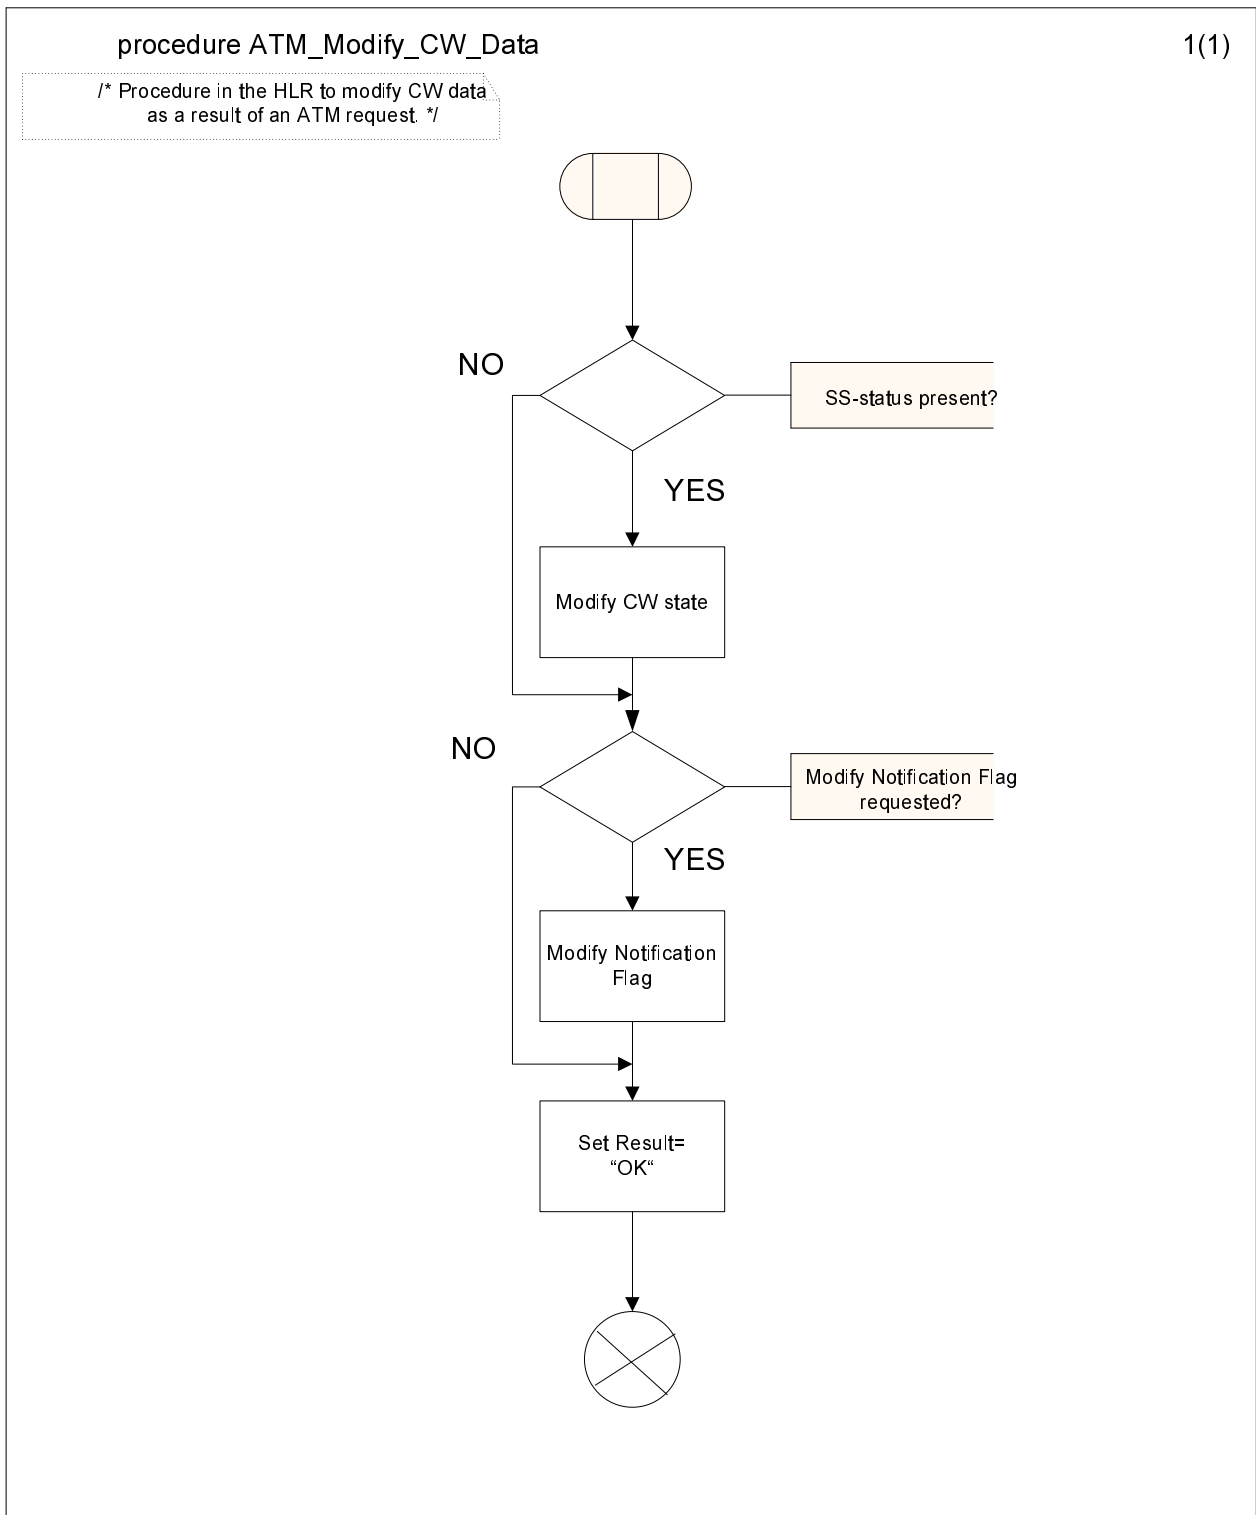 procedure ATM_Modify_CW_Data
1(1)
/* Procedure in the HLR to modify CW data
as a result of an ATM request. */
NO
SS-status present?
YES
Modify CW state
NO
Modify Notification Flag
requested?
YES
Modify Notification
Flag
Set Result=
“OK“